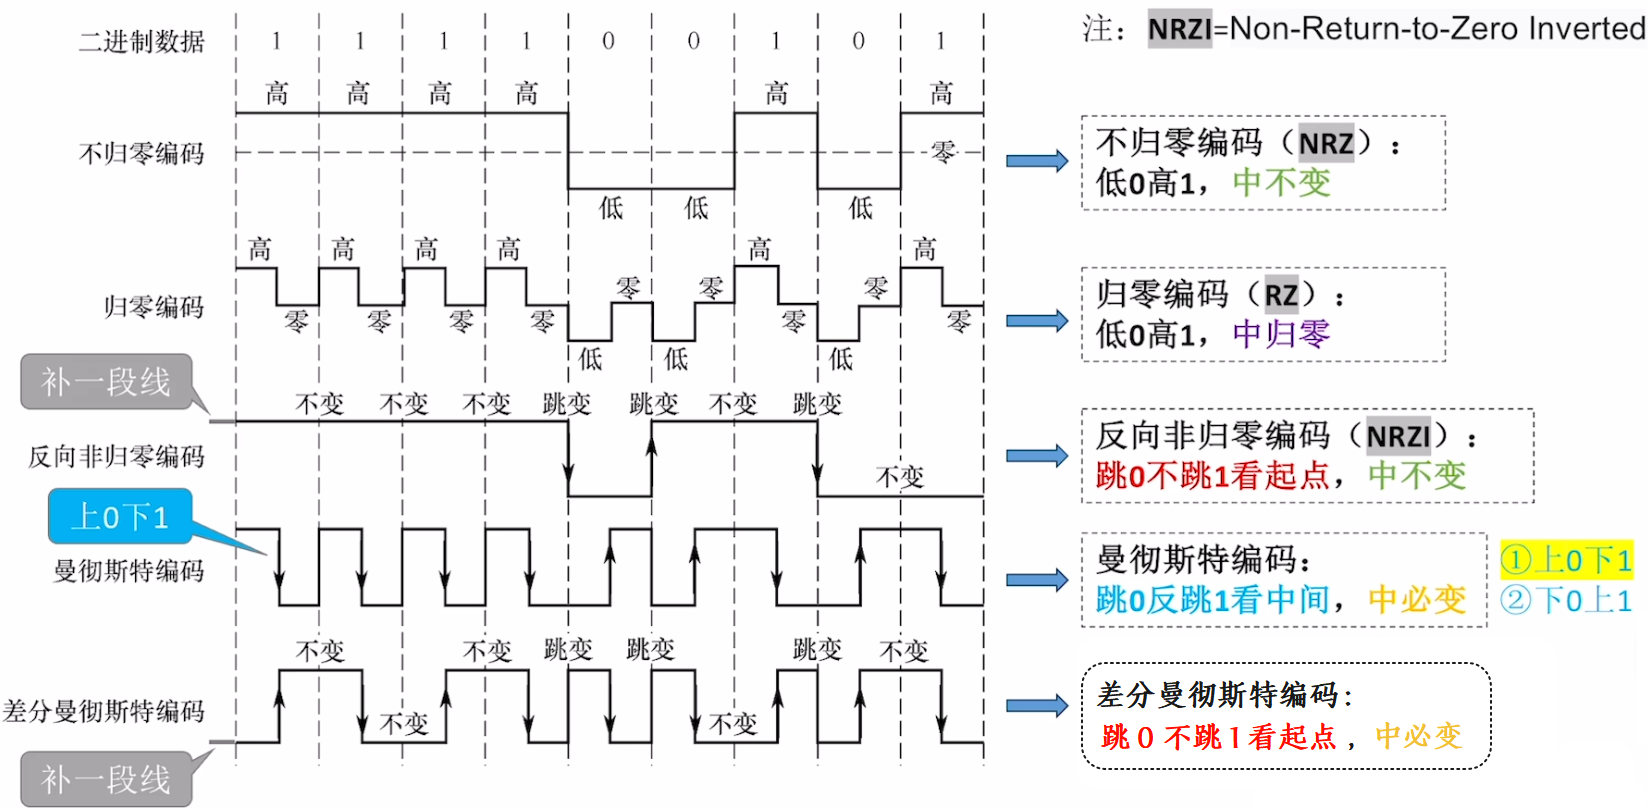 二进制数据 1 1 1 1 0 0 1 0 1
注：NRZI=Non-Return-to-Zero Inverted
高 高 高 高 高 高
不归零编码
零
低 低 低
不归零编码（NRZ）：
低0高1，中不变
高 高 高 高 高 高
归零编码
零 零 零 零 零 零 零 零 零
低 低 低
归零编码（RZ）：
低0高1，中归零
补一段线
不变 不变 不变 跳变 跳变 不变 跳变
反向非归零编码
不变
反向非归零编码（NRZI）：
跳0不跳1看起点，中不变
上0下1
曼彻斯特编码
曼彻斯特编码：
跳0反跳1看中间，中必变
①上0下1
②下0上1
不变 不变 跳变 跳变 跳变 不变
差分曼彻斯特编码
不变 不变
补一段线
差分曼彻斯特编码：
跳0不跳1看起点，中必变